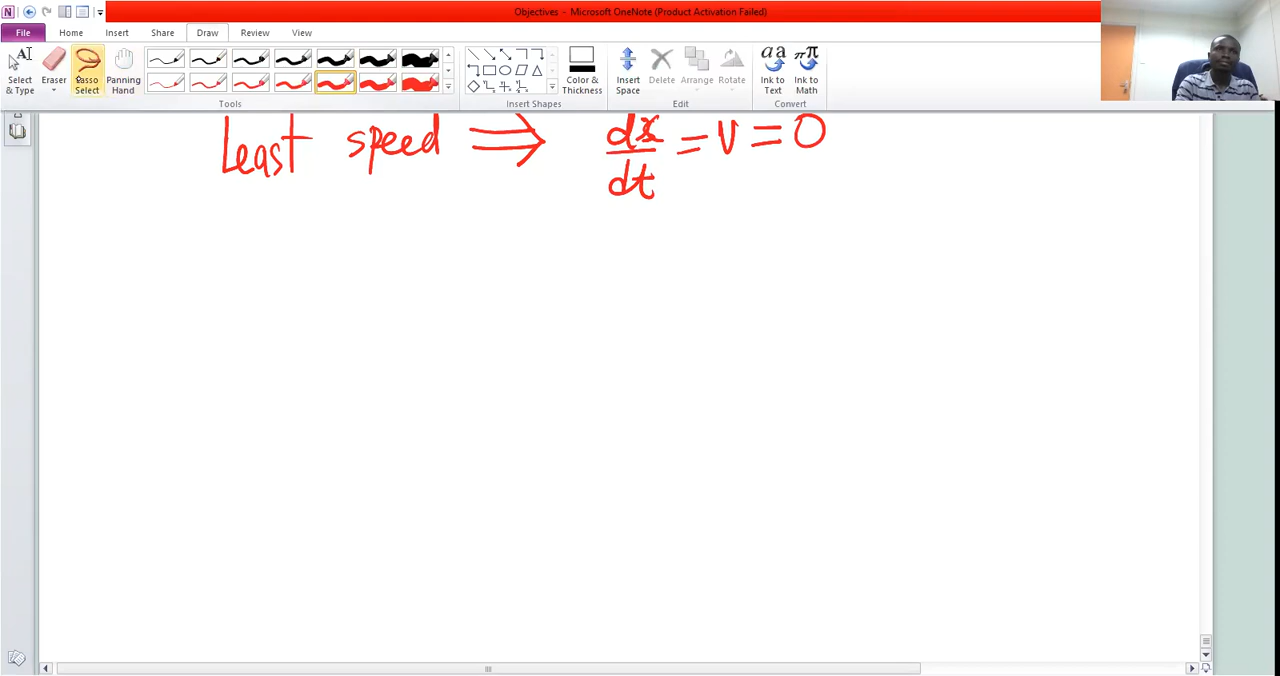 Objectives - Microsoft OneNote (Product Activation Failed)
File Home Insert Share Draw Review View
Select & Type Eraser Lasso Select Panning Hand Color & Thickness Insert Space Delete Arrange Rotate Ink to Text Ink to Math
Tools Insert Shapes Edit Convert
Least speed ⇒ dx/dt = V = 0